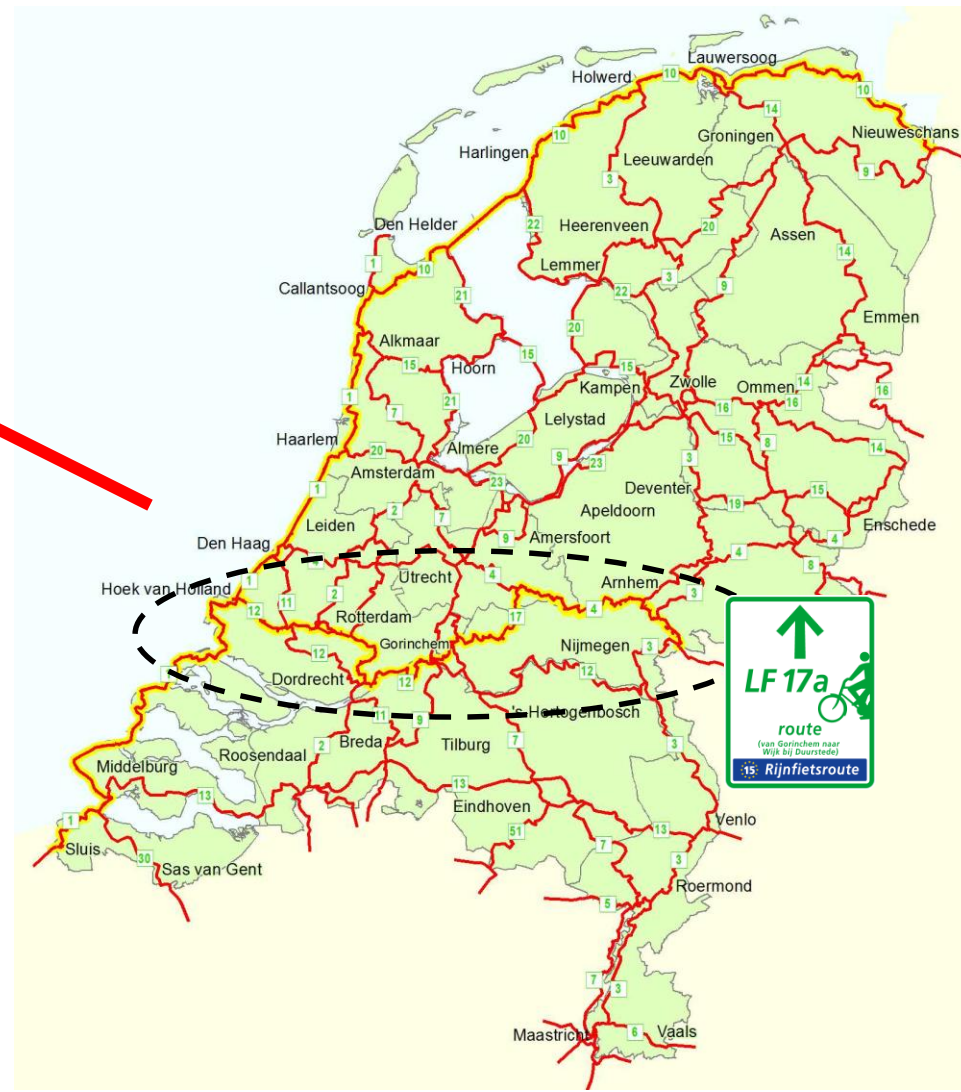 Lauwersoog
Holwerd
10
10
14
Nieuweschans
Groningen
10
Harlingen
Leeuwarden
3
9
Den Helder
22
Heerenveen
20
Assen
14
1
10
Lemmer
3
Callantsoog
21
22
9
Emmen
20
Alkmaar
15
15
Hoorn
15
Kampen
Zwolle
Ommen
14
16
1
7
21
Lelystad
16
16
Haarlem
20
Almere
20
15
8
14
Amsterdam
9
23
3
1
23
Deventer
15
Leiden
2
7
Apeldoorn
19
Enschede
Den Haag
9
Amersfoort
4
4
Utrecht
4
4
8
Hoek van Holland
1
Arnhem
12
11
2
Rotterdam
17
4
3
Gorinchem
Nijmegen
3
12
Dordrecht
12
12
1
11
9
's-Hertogenbosch
Roosendaal
2
Breda
Tilburg
7
3
Middelburg
13
13
Eindhoven
1
51
13
Venlo
Sluis
30
7
3
Sas van Gent
Roermond
5
7
3
Maastricht
6
Vaals
LF 17a
route
(van Gorinchem naar
Wijk bij Duurstede)
15 Rijnfietsroute